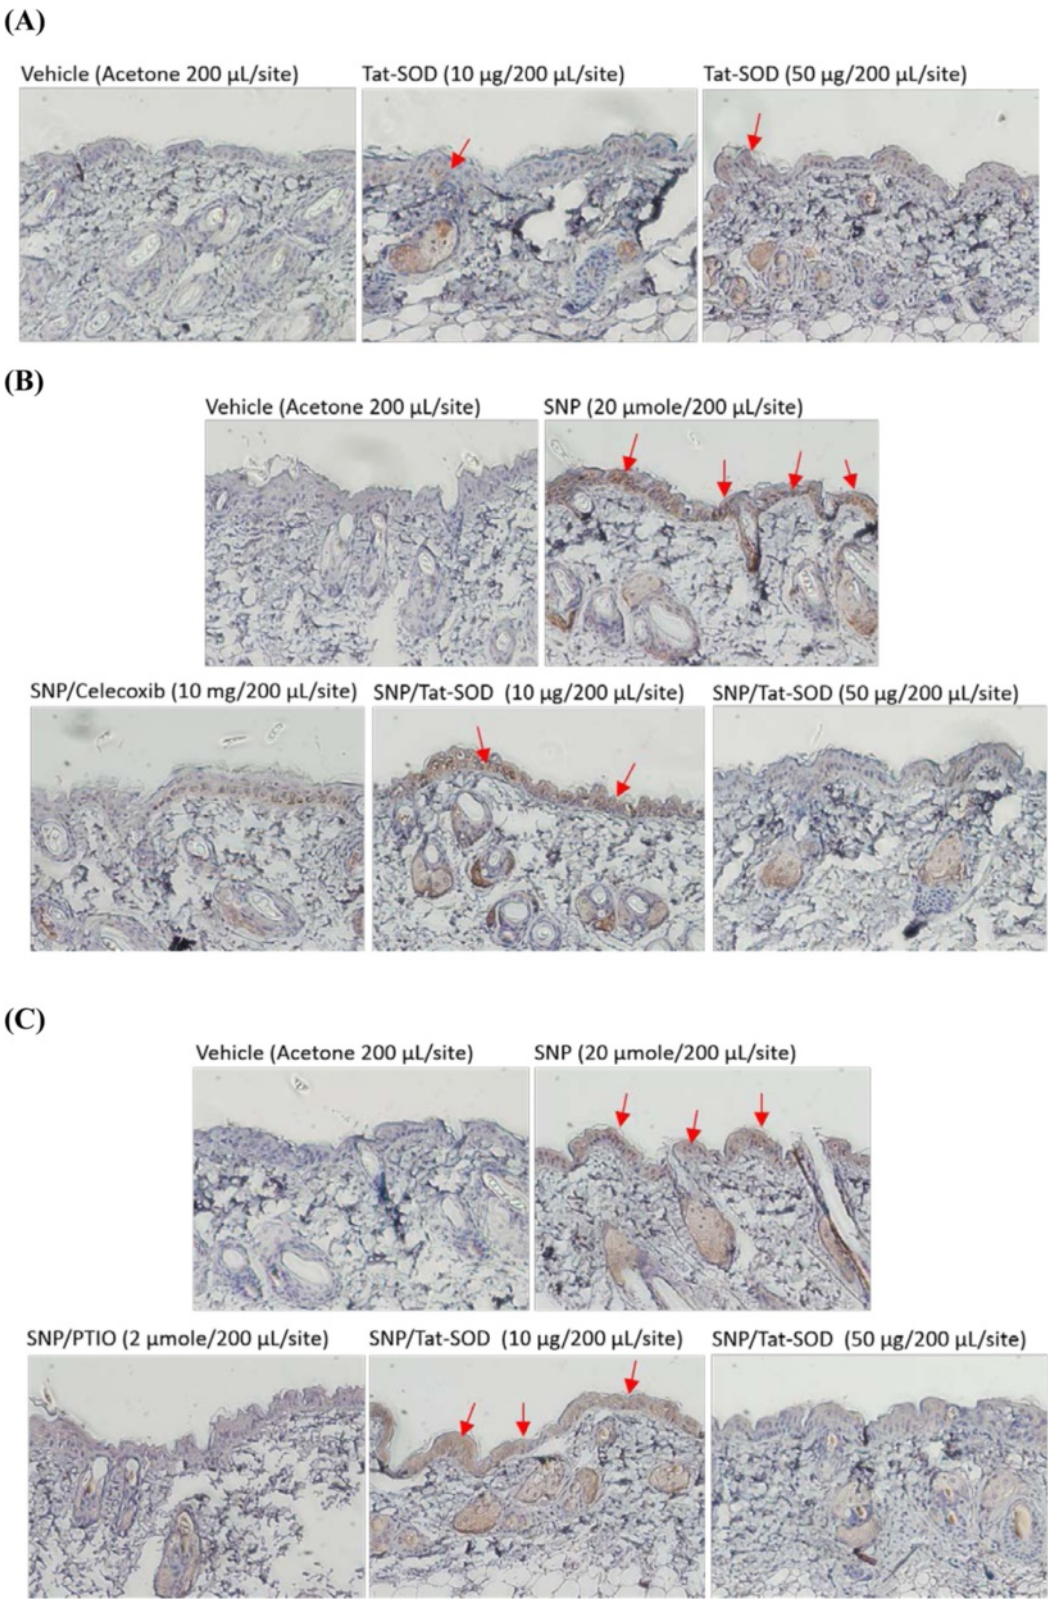 (A)
Vehicle (Acetone 200 µL/site) Tat-SOD (10 µg/200 µL/site) Tat-SOD (50 µg/200 µL/site)
(B)
Vehicle (Acetone 200 µL/site) SNP (20 µmole/200 µL/site)
SNP/Celecoxib (10 mg/200 µL/site) SNP/Tat-SOD (10 µg/200 µL/site) SNP/Tat-SOD (50 µg/200 µL/site)
(C)
Vehicle (Acetone 200 µL/site) SNP (20 µmole/200 µL/site)
SNP/PTIO (2 µmole/200 µL/site) SNP/Tat-SOD (10 µg/200 µL/site) SNP/Tat-SOD (50 µg/200 µL/site)